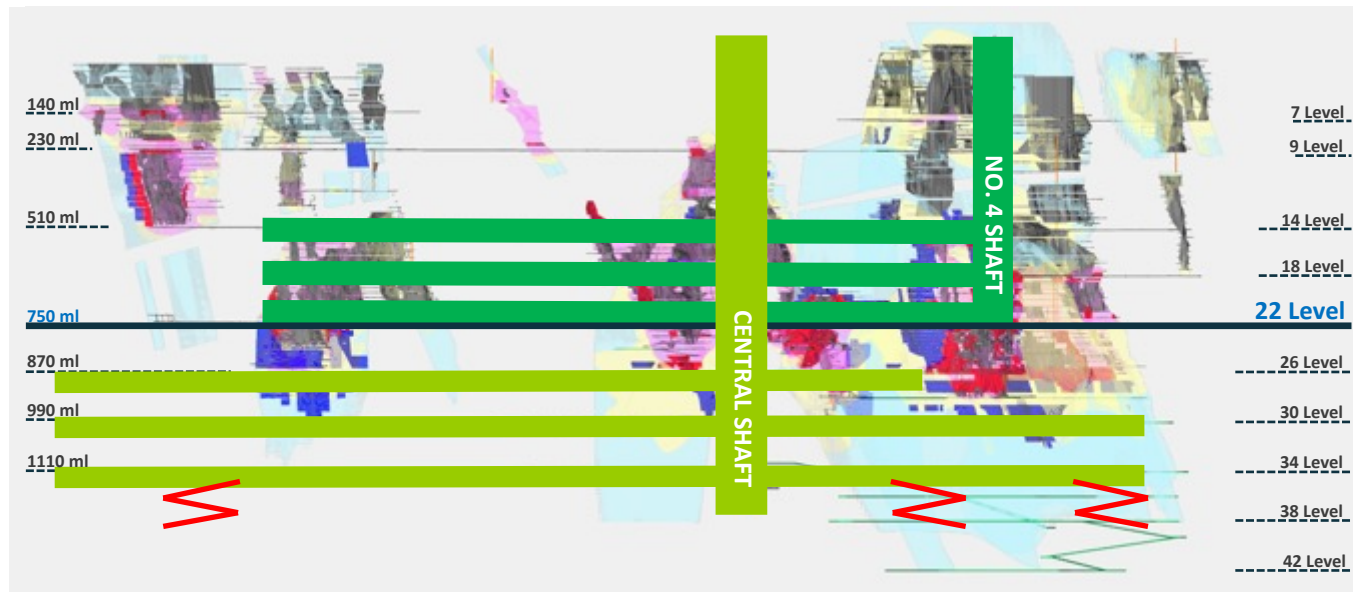 140 ml
7 Level
230 ml
9 Level
NO. 4 SHAFT
510 ml
14 Level
18 Level
750 ml
22 Level
CENTRAL SHAFT
870 ml
26 Level
990 ml
30 Level
1110 ml
34 Level
38 Level
42 Level